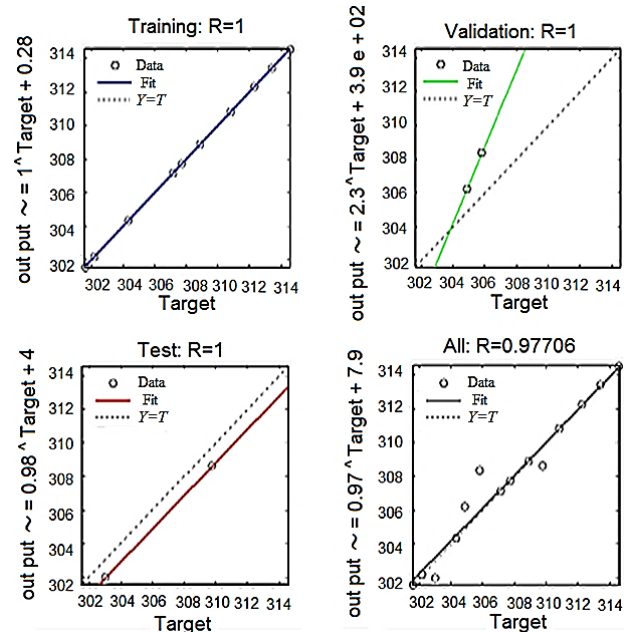 Training: R=1
out put ~ = 1^Target + 0.28
314
312
310
308
306
304
302
Data
Fit
Y=T
302 304 306 308 310 312 314
Target
Validation: R=1
out put ~ = 2.3^Target + 3.9 e + 02
314
312
310
308
306
304
302
Data
Fit
Y=T
302 304 306 308 310 312 314
Target
Test: R=1
out put ~ = 0.98 ^Target + 4
314
312
310
308
306
304
302
Data
Fit
Y=T
302 304 306 308 310 312 314
Target
All: R=0.97706
out put ~ = 0.97 ^Target + 7.9
314
312
310
308
306
304
302
Data
Fit
Y=T
302 304 306 308 310 312 314
Target